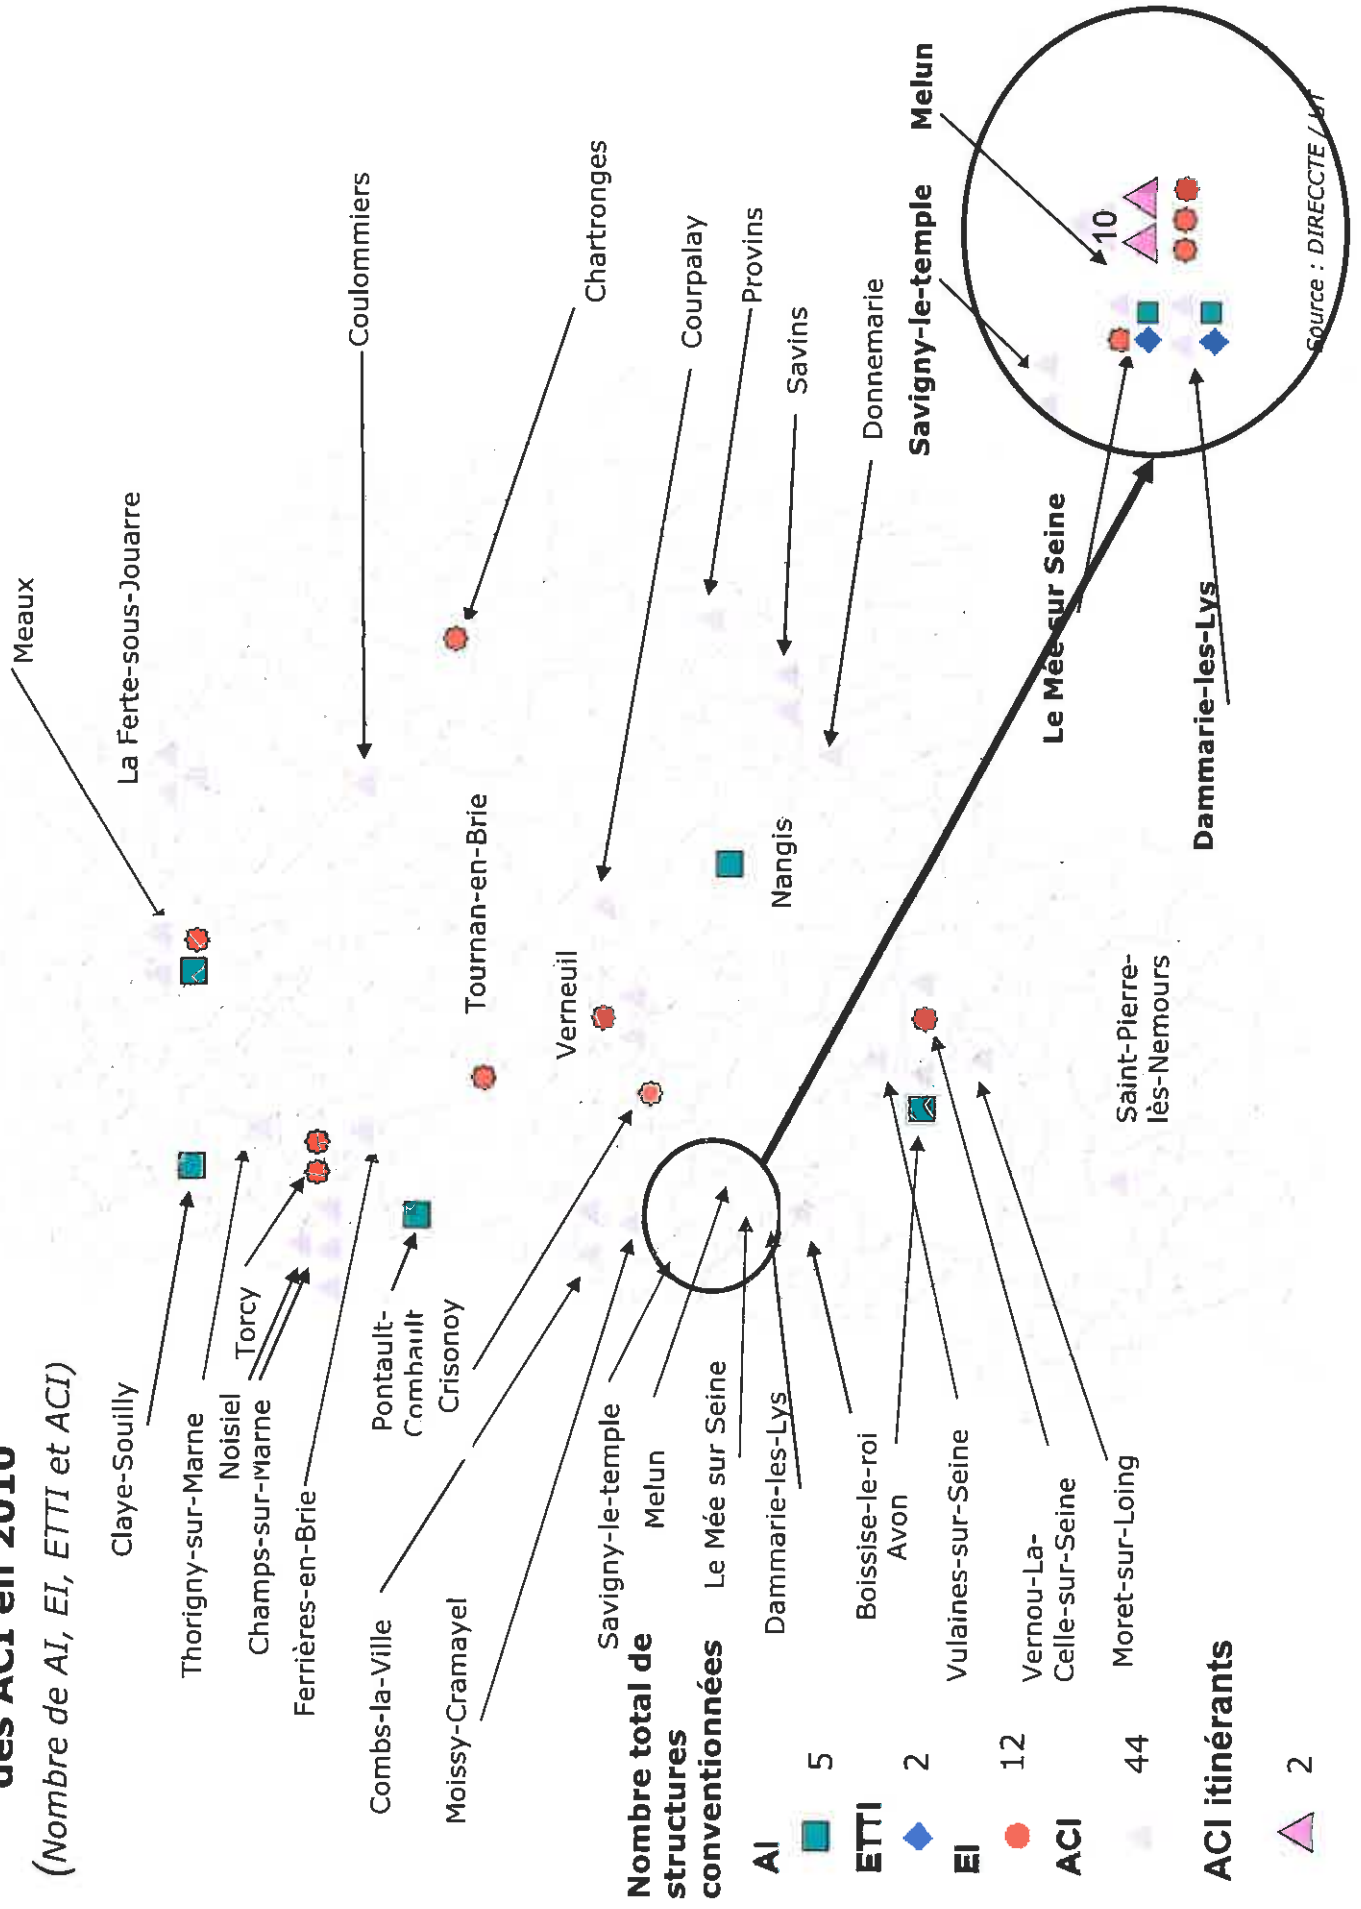 des ACI en 2010
(Nombre de AI, EI, ETTI et ACI)
Meaux
La Ferte-sous-Jouarre
Coulommiers
Chartronges
Claye-Souilly
Thorigny-sur-Marne
Noisiel
Torcy
Champs-sur-Marne
Ferrières-en-Brie
Pontault-
Combault
Crisonoy
Combs-la-Ville
Moissy-Cramayel
Tournan-en-Brie
Verneuil
Courpalay
Provins
Savins
Nangis
Donnemarie
Savigny-le-temple
Melun
Le Mée sur Seine
Dammarie-les-Lys
Boissise-le-roi
Avon
Vulaines-sur-Seine
Vernou-La-
Celle-sur-Seine
Moret-sur-Loing
Saint-Pierre-
lès-Nemours
Savigny-le-temple
Melun
10
Le Mée sur Seine
Dammarie-les-Lys
Source : DIRECCTE / UT
Nombre total de
structures
conventionnées
AI
5
ETTI
2
EI
12
ACI
44
ACI itinérants
2